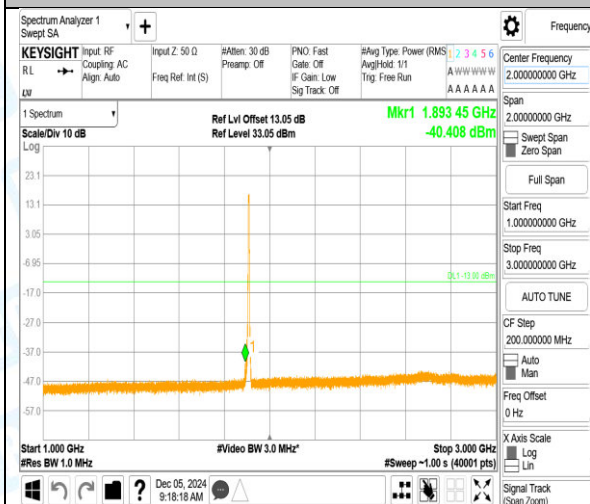 Spectrum Analyzer 1
Swept SA
+
Frequency
KEYSIGHT
RL
Input: RF
Coupling: AC
Align: Auto
Input Z: 50 Ω
Freq Ref: Int (S)
#Atten: 30 dB
Preamp: Off
PNO: Fast
Gate: Off
IF Gain: Low
Sig Track: Off
#Avg Type: Power (RMS
Avg|Hold: 1/1
Trig: Free Run
1 2 3 4 5 6
A W W W W W
A A A A A A
LXI
1 Spectrum
Scale/Div 10 dB
Log
Ref Lvl Offset 13.05 dB
Ref Level 33.05 dBm
Mkr1 1.893 45 GHz
-40.408 dBm
23.1
13.1
3.05
-6.95
-17.0
-27.0
-37.0
-47.0
-57.0
DL1 -13.00 dBm
1
Start 1.000 GHz
#Res BW 1.0 MHz
#Video BW 3.0 MHz*
Stop 3.000 GHz
#Sweep ~1.00 s (40001 pts)
Dec 05, 2024
9:18:18 AM
Center Frequency
2.000000000 GHz
Span
2.00000000 GHz
Swept Span
Zero Span
Full Span
Start Freq
1.000000000 GHz
Stop Freq
3.000000000 GHz
AUTO TUNE
CF Step
200.000000 MHz
Auto
Man
Freq Offset
0 Hz
X Axis Scale
Log
Lin
Signal Track
(Span Zoom)